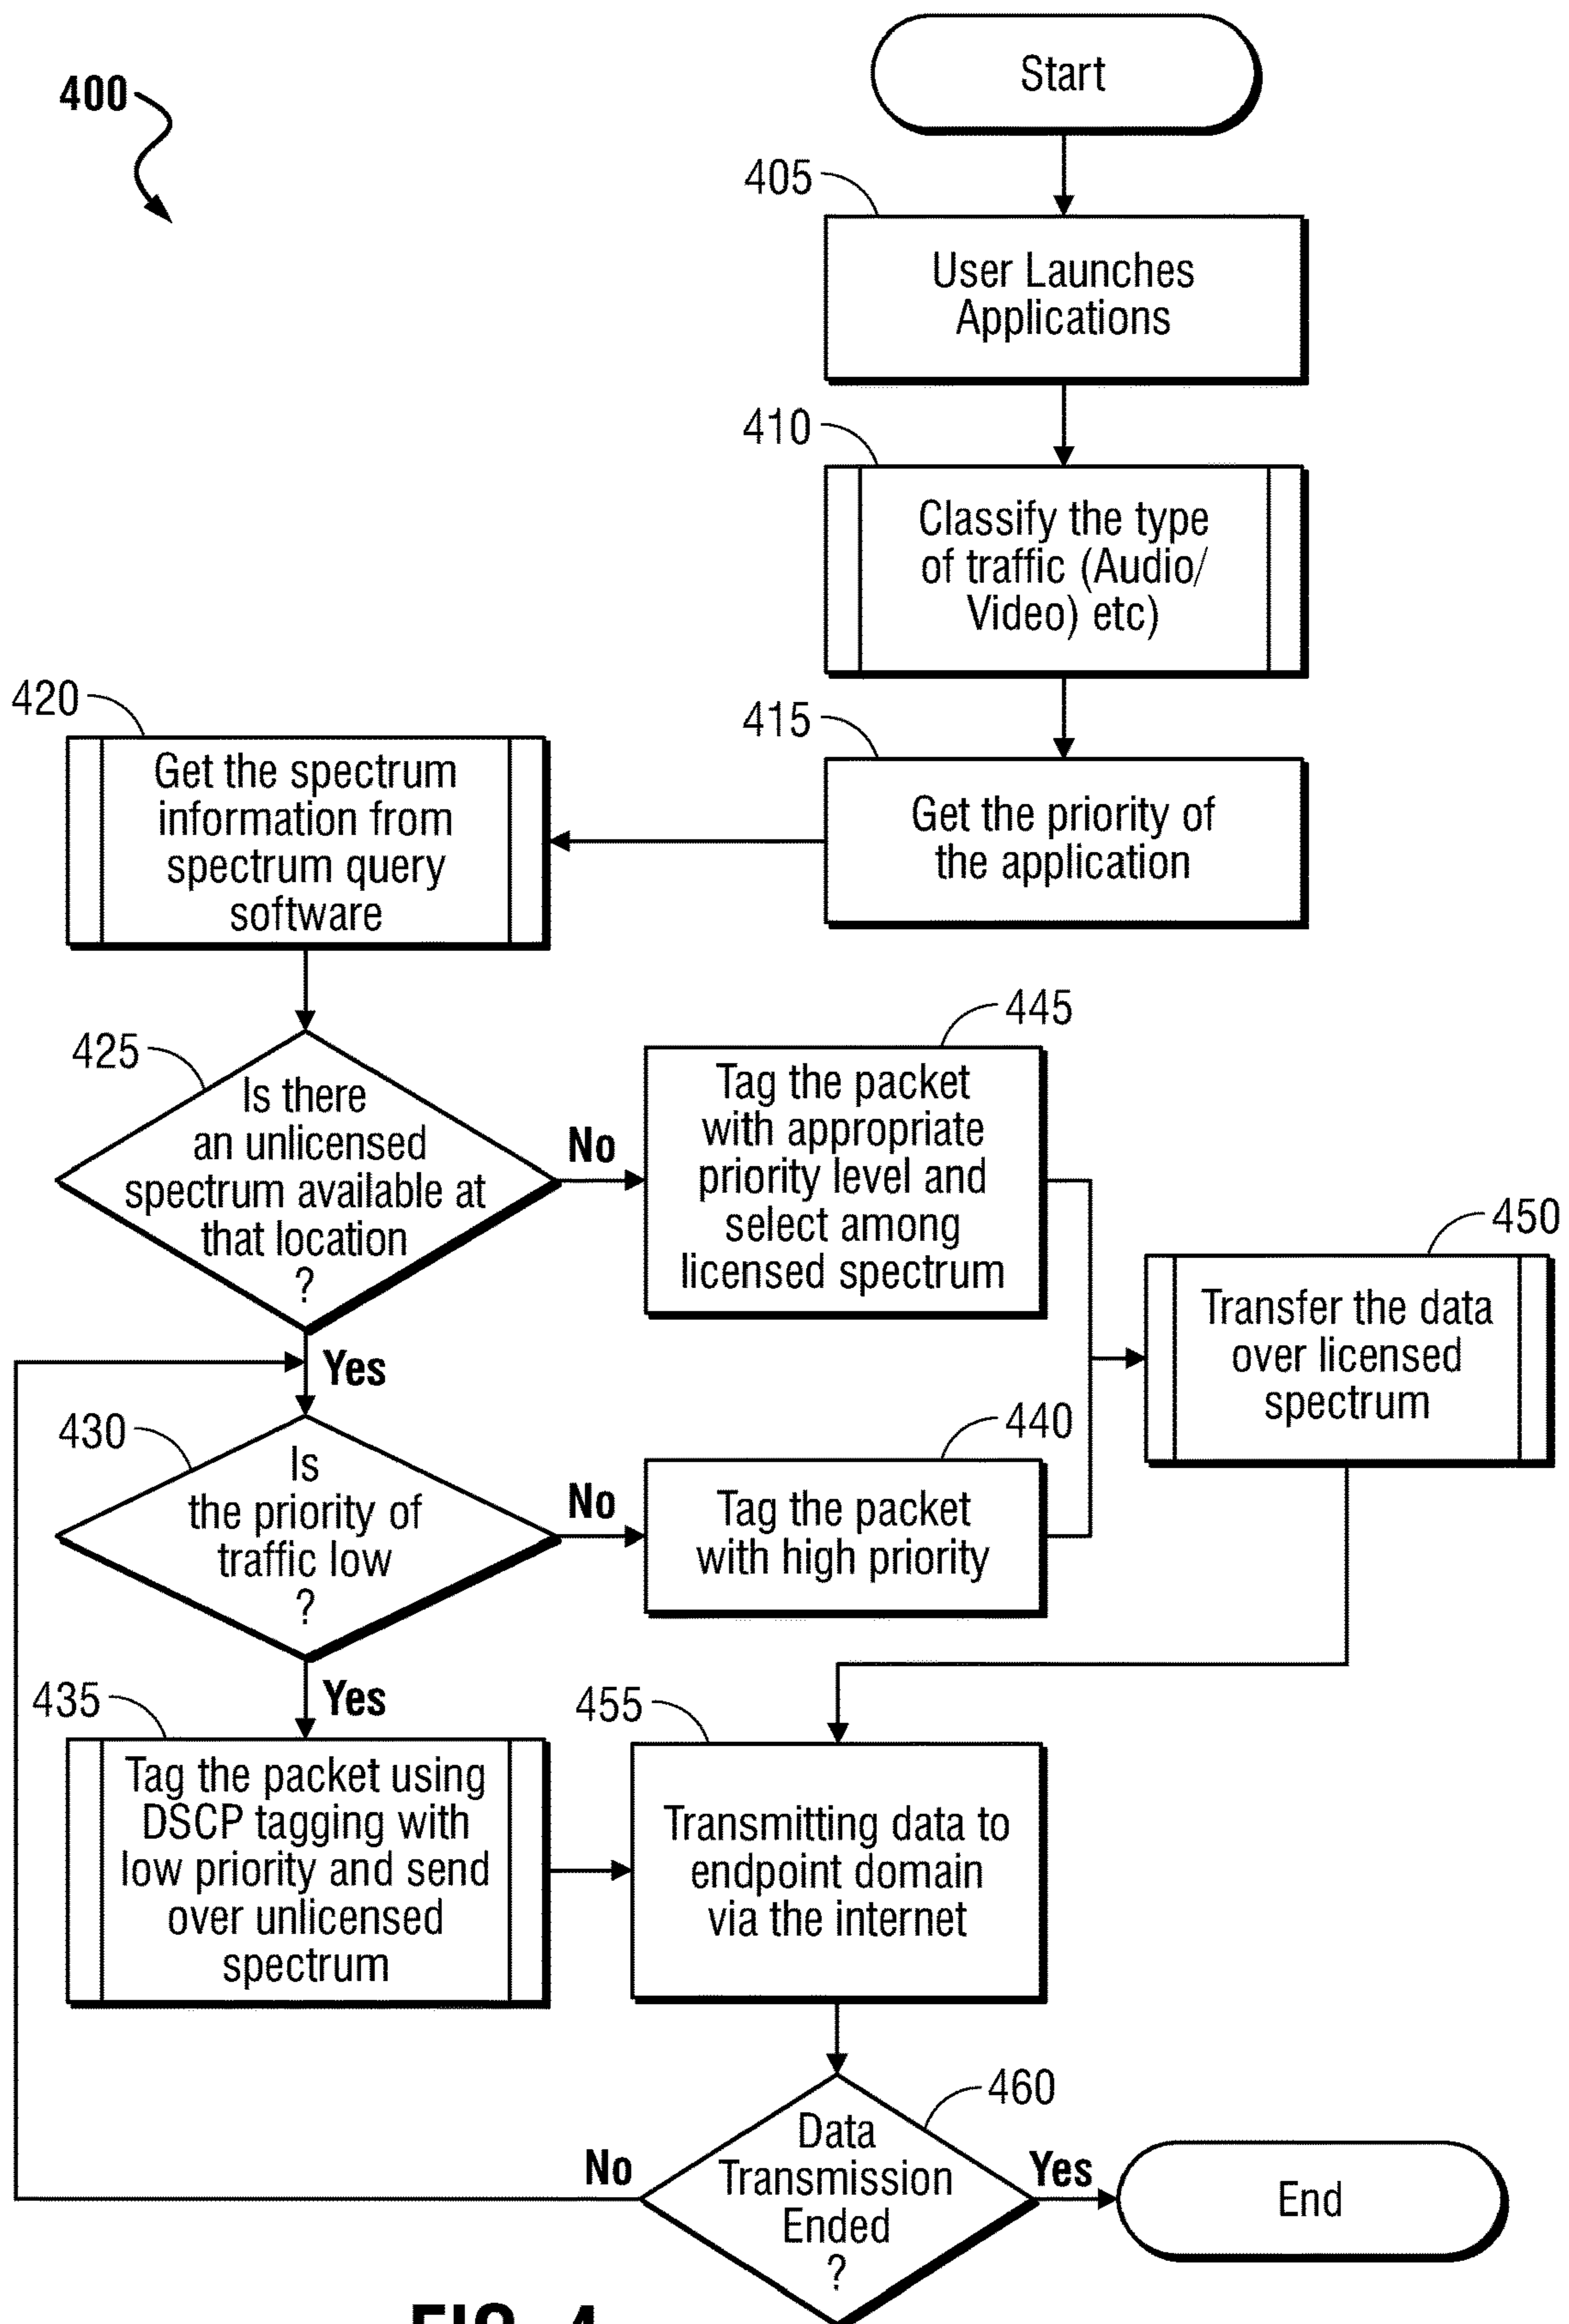 400
Start
405
User Launches
Applications
410
Classify the type
of traffic (Audio/
Video) etc)
415
Get the priority of
the application
420
Get the spectrum
information from
spectrum query
software
425
Is there
an unlicensed
spectrum available at
that location
?
No
Yes
445
Tag the packet
with appropriate
priority level and
select among
licensed spectrum
450
Transfer the data
over licensed
spectrum
430
Is
the priority of
traffic low
?
No
Yes
440
Tag the packet
with high priority
435
Tag the packet using
DSCP tagging with
low priority and send
over unlicensed
spectrum
455
Transmitting data to
endpoint domain
via the internet
460
Data
Transmission
Ended
?
No
Yes
End
FIG. 4